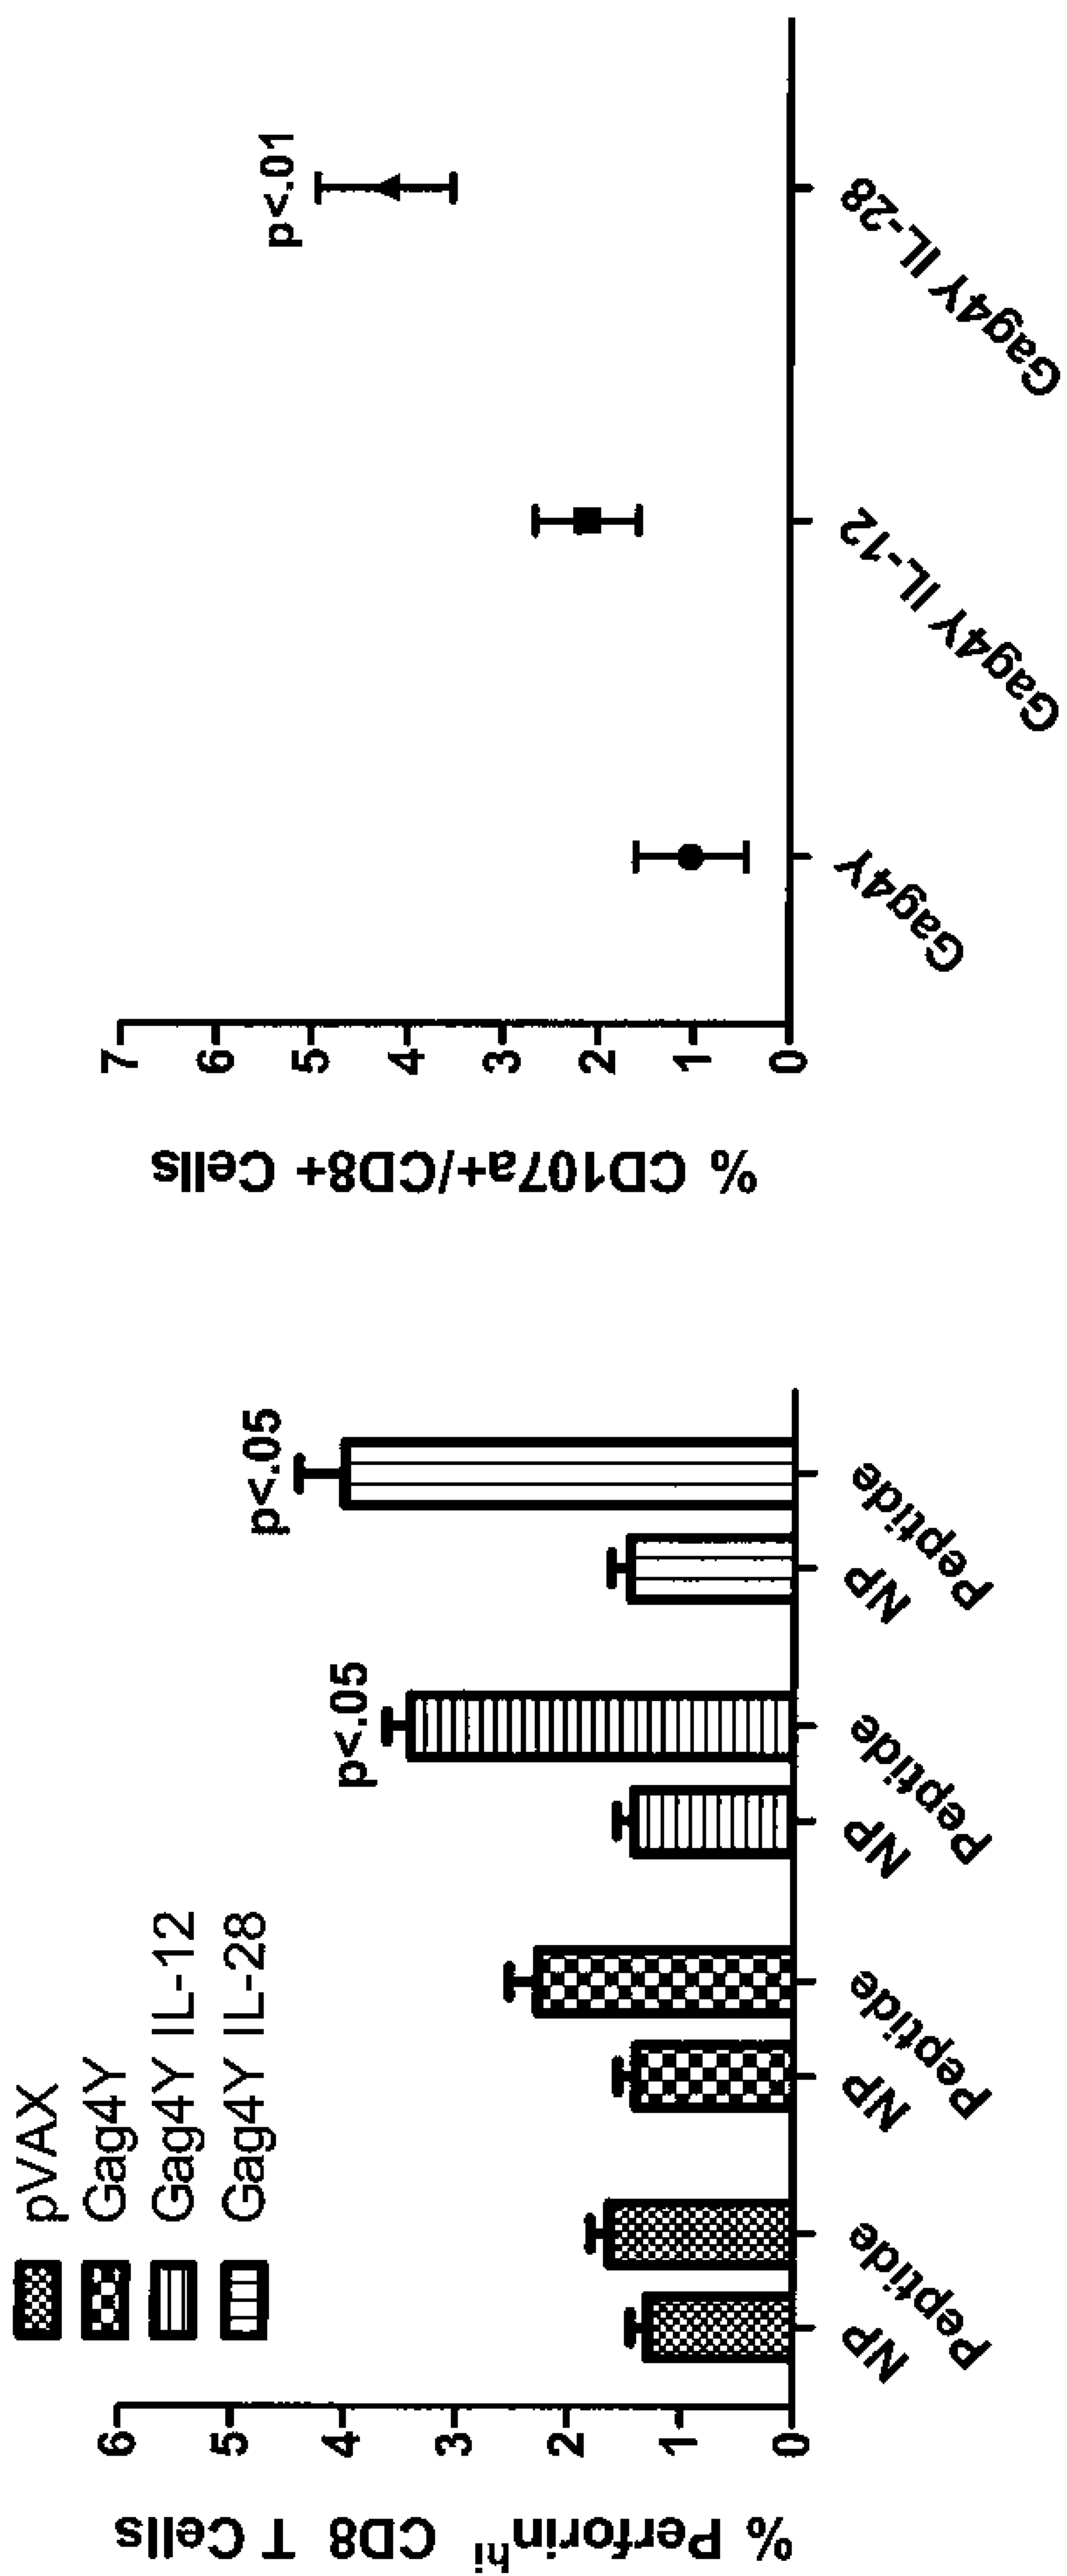 % Perforin hi CD8 T Cells
6
5
4
3
2
1
0
pVAX
Gag4Y
Gag4Y IL-12
Gag4Y IL-28
p<.05
p<.05
NP
Peptide
NP
Peptide
NP
Peptide
NP
Peptide
% CD107a+/CD8+ Cells
7
6
5
4
3
2
1
0
p<.01
Gag4Y
Gag4Y IL-12
Gag4Y IL-28